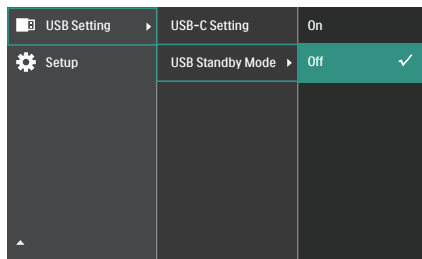 USB Setting
USB-C Setting
On
Setup
USB Standby Mode
Off